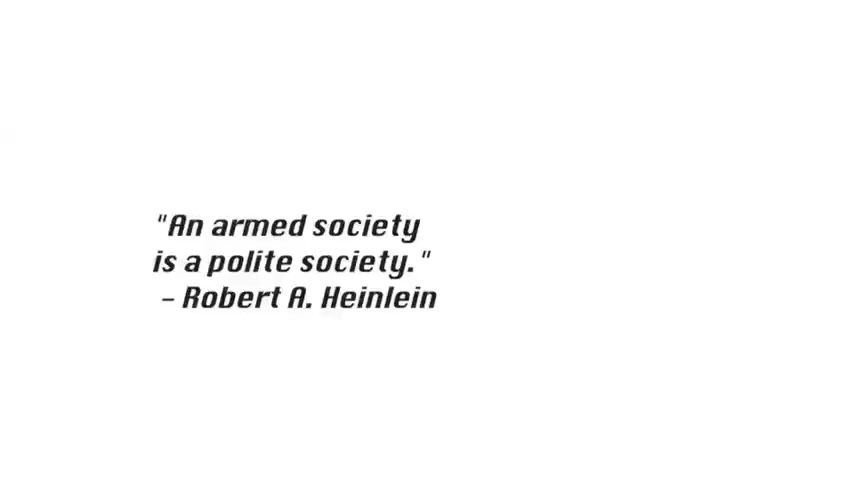 "An armed society
is a polite society."
– Robert A. Heinlein